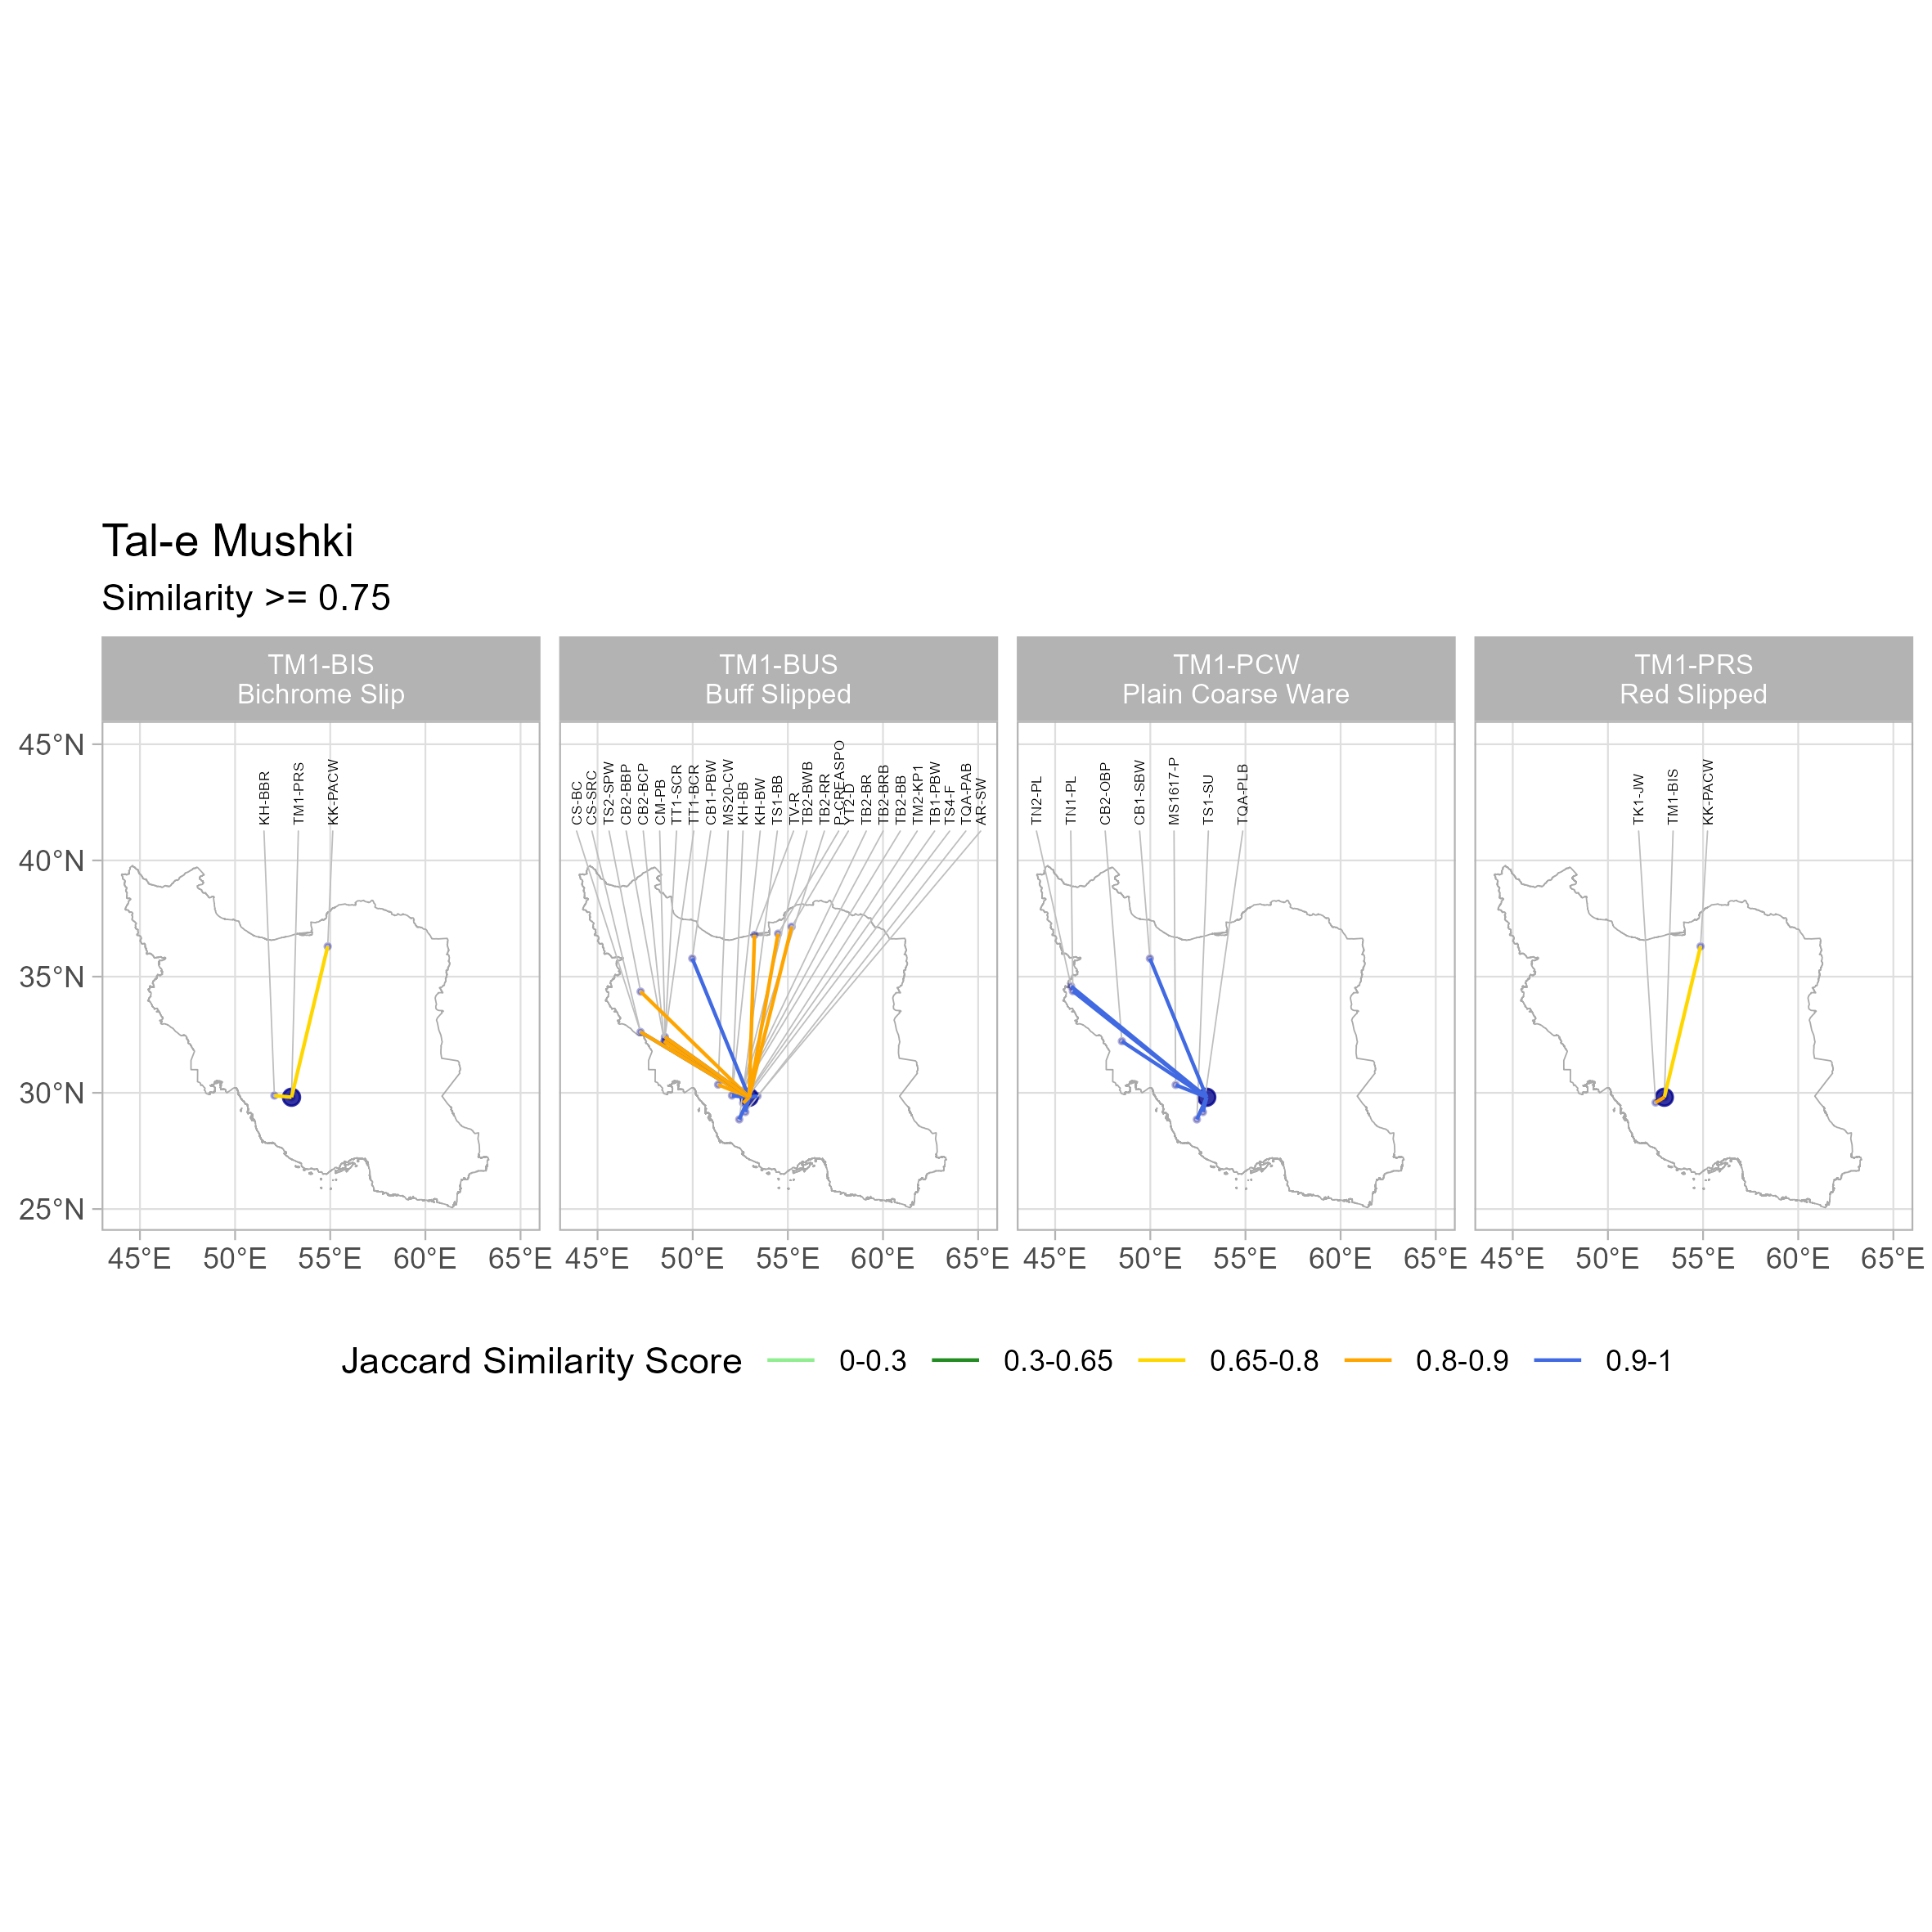 Tal-e Mushki
Similarity >= 0.75
TM1-BIS
Bichrome Slip
TM1-BUS
Buff Slipped
TM1-PCW
Plain Coarse Ware
TM1-PRS
Red Slipped
45°N
40°N
35°N
30°N
25°N
KH-BBR
TM1-PRS
KK-PACW
CS-BC
CS-SRC
TS2-SPW
CB2-BBP
CB2-BCP
CM-PB
TT1-SCR
TT1-BCR
CB1-PBW
MS20-CW
KH-BB
KH-BW
TS1-BB
TV-R
TB2-BWB
TB2-RR
P-CREASPO
YT2-D
TB2-BR
TB2-BRB
TB2-BB
TM2-KP1
TB1-PBW
TS4-F
TQA-PAB
AR-SW
TN2-PL
TN1-PL
CB2-OBP
CB1-SBW
MS1617-P
TS1-SU
TQA-PLB
TK1-JW
TM1-BIS
KK-PACW
45°E 50°E 55°E 60°E 65°E
45°E 50°E 55°E 60°E 65°E
45°E 50°E 55°E 60°E 65°E
45°E 50°E 55°E 60°E 65°E
Jaccard Similarity Score 0-0.3 0.3-0.65 0.65-0.8 0.8-0.9 0.9-1